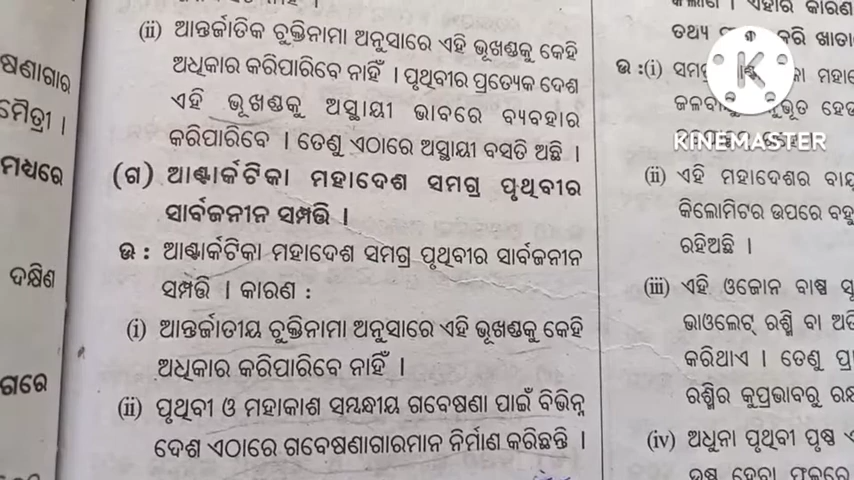 (ii) ଆନ୍ତର୍ଜାତିକ ଚୁକ୍ତିନାମା ଅନୁସାରେ ଏହି ଭୂଖଣ୍ଡକୁ କେହି
ଅଧିକାର କରିପାରିବେ ନାହିଁ । ପୃଥିବୀର ପ୍ରତ୍ୟେକ ଦେଶ
ଏହି ଭୂଖଣ୍ଡକୁ ଅସ୍ଥାୟୀ ଭାବରେ ବ୍ୟବହାର
କରିପାରିବେ । ତେଣୁ ଏଠାରେ ଅସ୍ଥାୟୀ ବସତି ଅଛି ।
(ଗ) ଆଣ୍ଟାର୍କଟିକା ମହାଦେଶ ସମଗ୍ର ପୃଥିବୀର
ସାର୍ବଜନୀନ ସମ୍ପତ୍ତି ।
ଉ : ଆଣ୍ଟାର୍କଟିକା ମହାଦେଶ ସମଗ୍ର ପୃଥିବୀର ସାର୍ବଜନୀନ
ସମ୍ପତ୍ତି । କାରଣ :
(i) ଆନ୍ତର୍ଜାତୀୟ ଚୁକ୍ତିନାମା ଅନୁସାରେ ଏହି ଭୂଖଣ୍ଡକୁ କେହି
ଅଧିକାର କରିପାରିବେ ନାହିଁ ।
(ii) ପୃଥିବୀ ଓ ମହାକାଶ ସମ୍ବନ୍ଧୀୟ ଗବେଷଣା ପାଇଁ ବିଭିନ୍ନ
ଦେଶ ଏଠାରେ ଗବେଷଣାଗାରମାନ ନିର୍ମାଣ କରିଛନ୍ତି ।
ମୈତ୍ରୀ ।
ଦକ୍ଷିଣ
ତଥ୍ୟ
ଉ :(i)
(ii) ଏହି ମହାଦେଶର
କିଲୋମିଟର ଉପରେ
ରହିଅଛି ।
(iii) ଏହି ଓଜୋନ ବାଷ୍ପ
ଭାଓଲେଟ୍ ରଶ୍ମି ବା
କରିଥାଏ । ତେଣୁ
ରଶ୍ମିର କୁପ୍ରଭାବରୁ
(iv) ଅଧୁନା ପୃଥିବୀ ପୃଷ୍ଠ
KINEMASTER